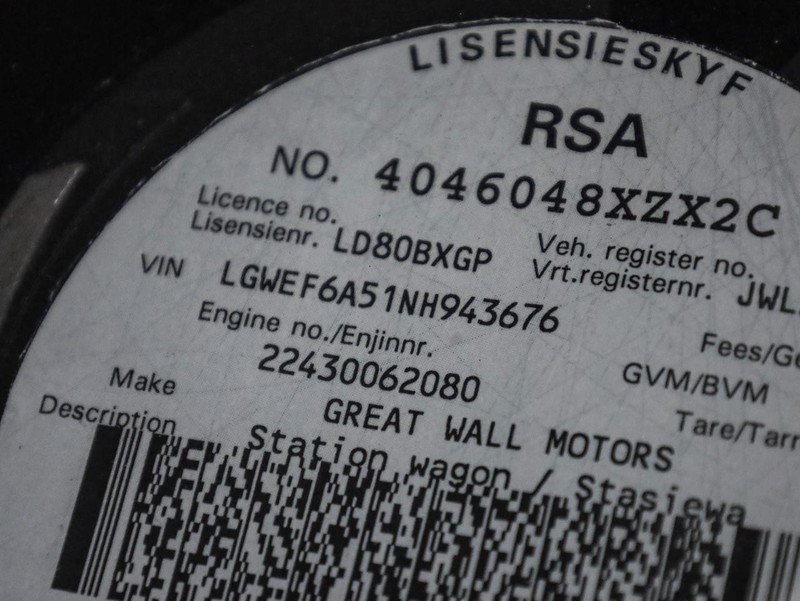 LISENSIESKYF
RSA
NO. 4046048XZX2C
Licence no.
Lisensienr. LD80BXGP
Veh. register no.
Vrt.registernr. JWL
VIN LGWEF6A51NH943676
Engine no./Enjinnr.
22430062080
Fees/Ge
GVM/BVM
Make GREAT WALL MOTORS
Tare/Tarr
Description Station wagon / Stasiewa